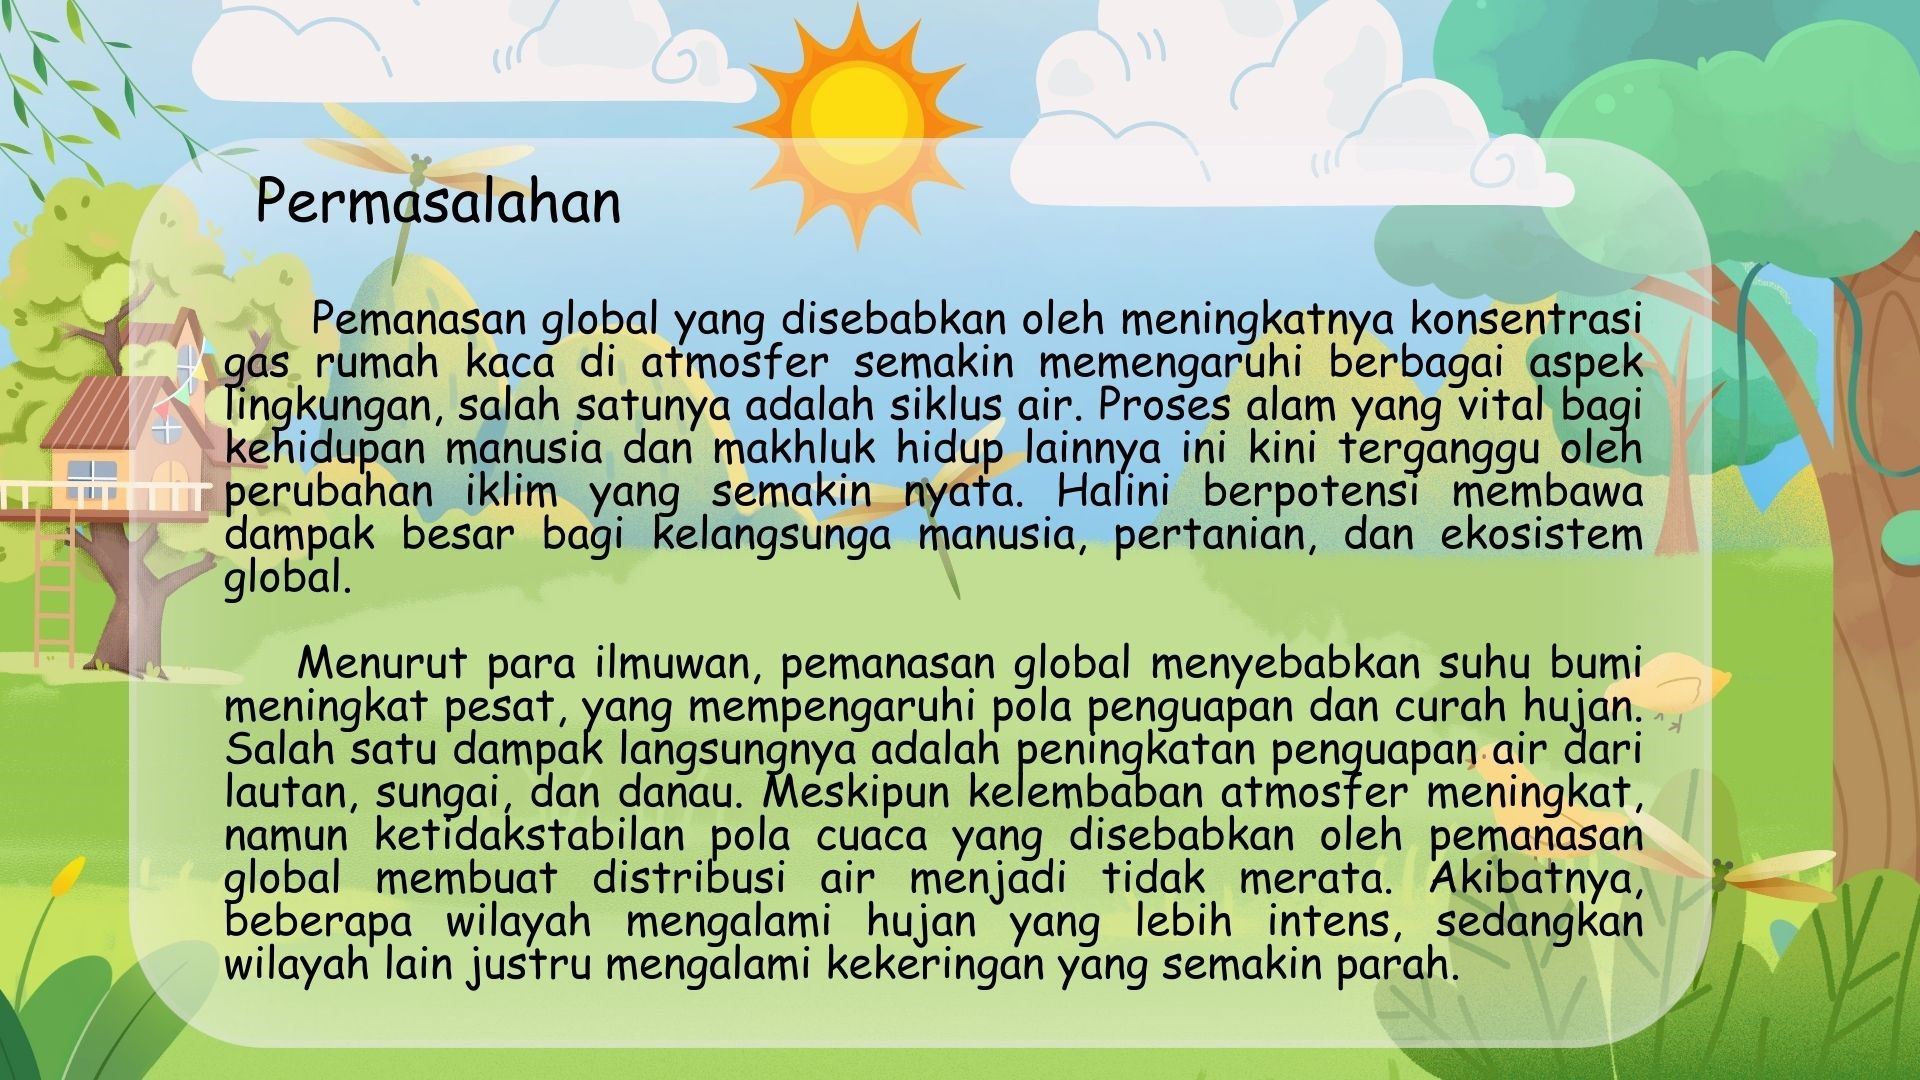 Permasalahan
Pemanasan global yang disebabkan oleh meningkatnya konsentrasi
gas rumah kaca di atmosfer semakin memengaruhi berbagai aspek
lingkungan, salah satunya adalah siklus air. Proses alam yang vital bagi
kehidupan manusia dan makhluk hidup lainnya ini kini terganggu oleh
perubahan iklim yang semakin nyata. Halini berpotensi membawa
dampak besar bagi kelangsunga manusia, pertanian, dan ekosistem
global.
Menurut para ilmuwan, pemanasan global menyebabkan suhu bumi
meningkat pesat, yang mempengaruhi pola penguapan dan curah hujan.
Salah satu dampak langsungnya adalah peningkatan penguapan air dari
lautan, sungai, dan danau. Meskipun kelembaban atmosfer meningkat,
namun ketidakstabilan pola cuaca yang disebabkan oleh pemanasan
global membuat distribusi air menjadi tidak merata. Akibatnya,
beberapa wilayah mengalami hujan yang lebih intens, sedangkan
wilayah lain justru mengalami kekeringan yang semakin parah.